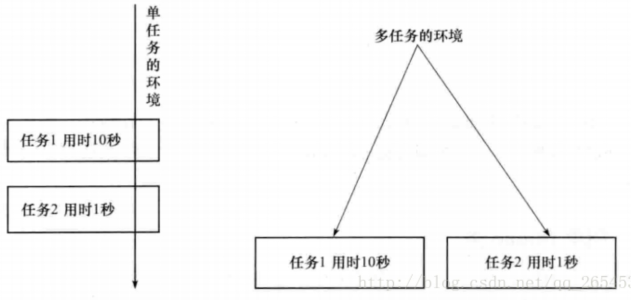 单任务的环境
任务1 用时10秒
任务2 用时1秒
多任务的环境
任务1 用时10秒
任务2 用时1秒
http://blog.csdn.net/qq_265453